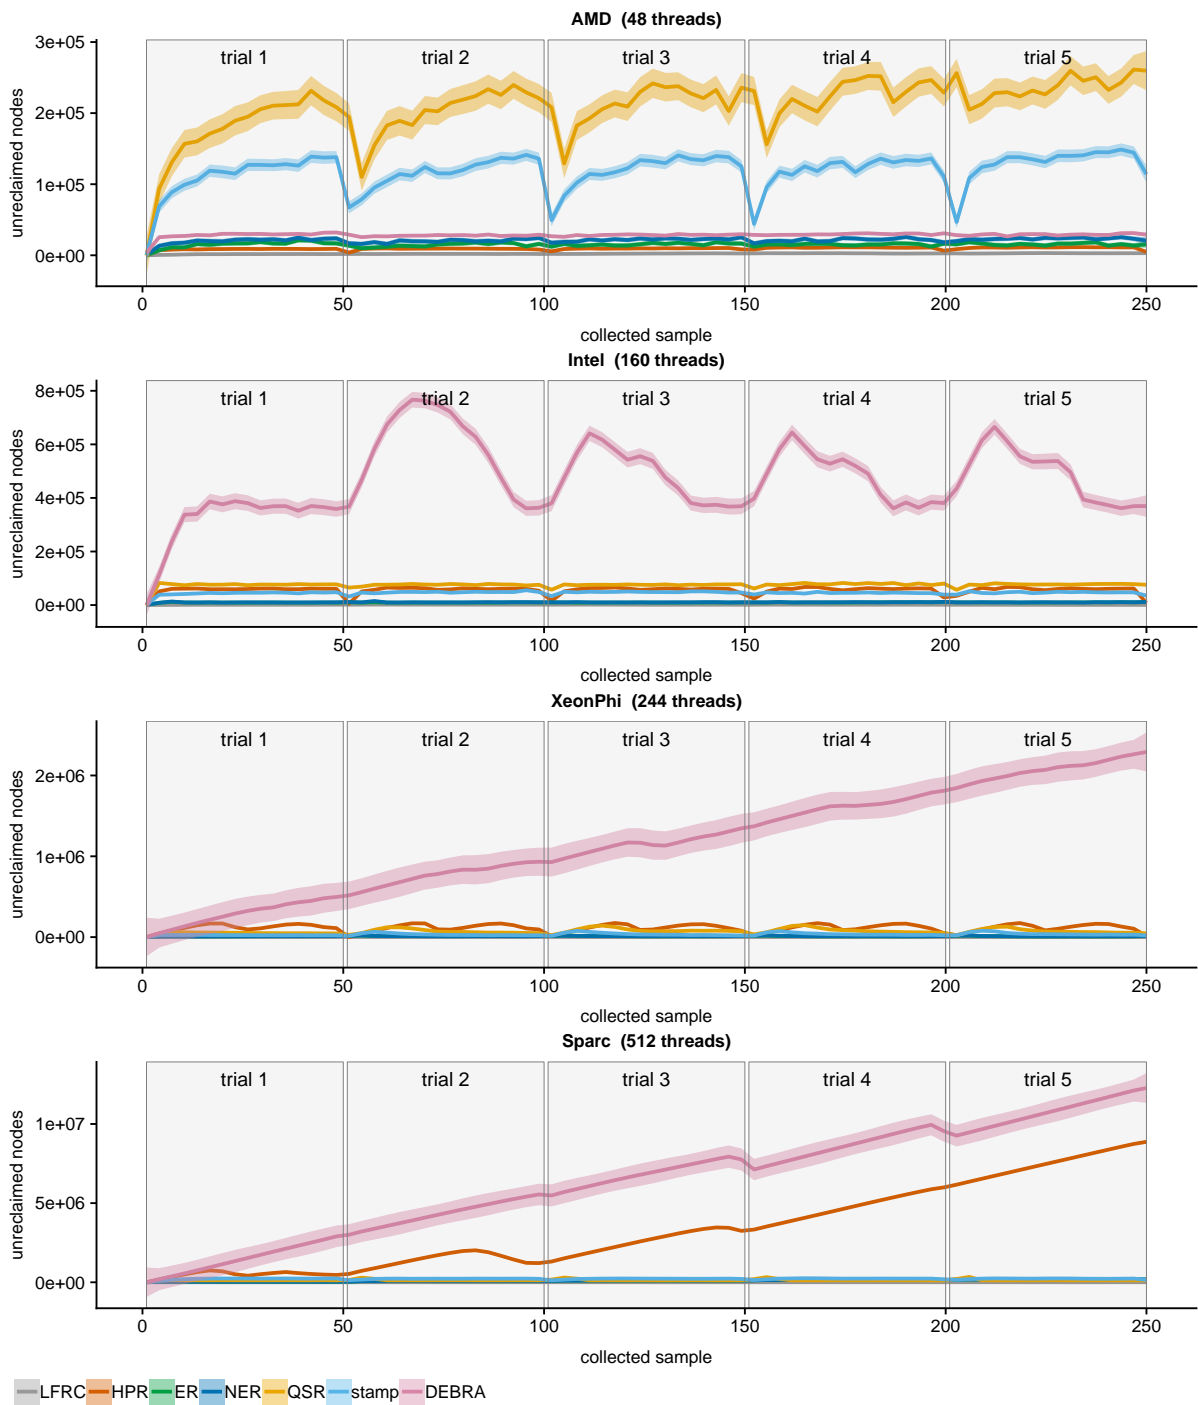 AMD (48 threads)
trial 1 trial 2 trial 3 trial 4 trial 5
unreclaimed nodes
3e+05
2e+05
1e+05
0e+00
0 50 100 150 200 250
collected sample
Intel (160 threads)
trial 1 trial 2 trial 3 trial 4 trial 5
unreclaimed nodes
8e+05
6e+05
4e+05
2e+05
0e+00
0 50 100 150 200 250
collected sample
XeonPhi (244 threads)
trial 1 trial 2 trial 3 trial 4 trial 5
unreclaimed nodes
2e+06
1e+06
0e+00
0 50 100 150 200 250
collected sample
Sparc (512 threads)
trial 1 trial 2 trial 3 trial 4 trial 5
unreclaimed nodes
1e+07
5e+06
0e+00
0 50 100 150 200 250
collected sample
LFRC HPR ER NER QSR stamp DEBRA